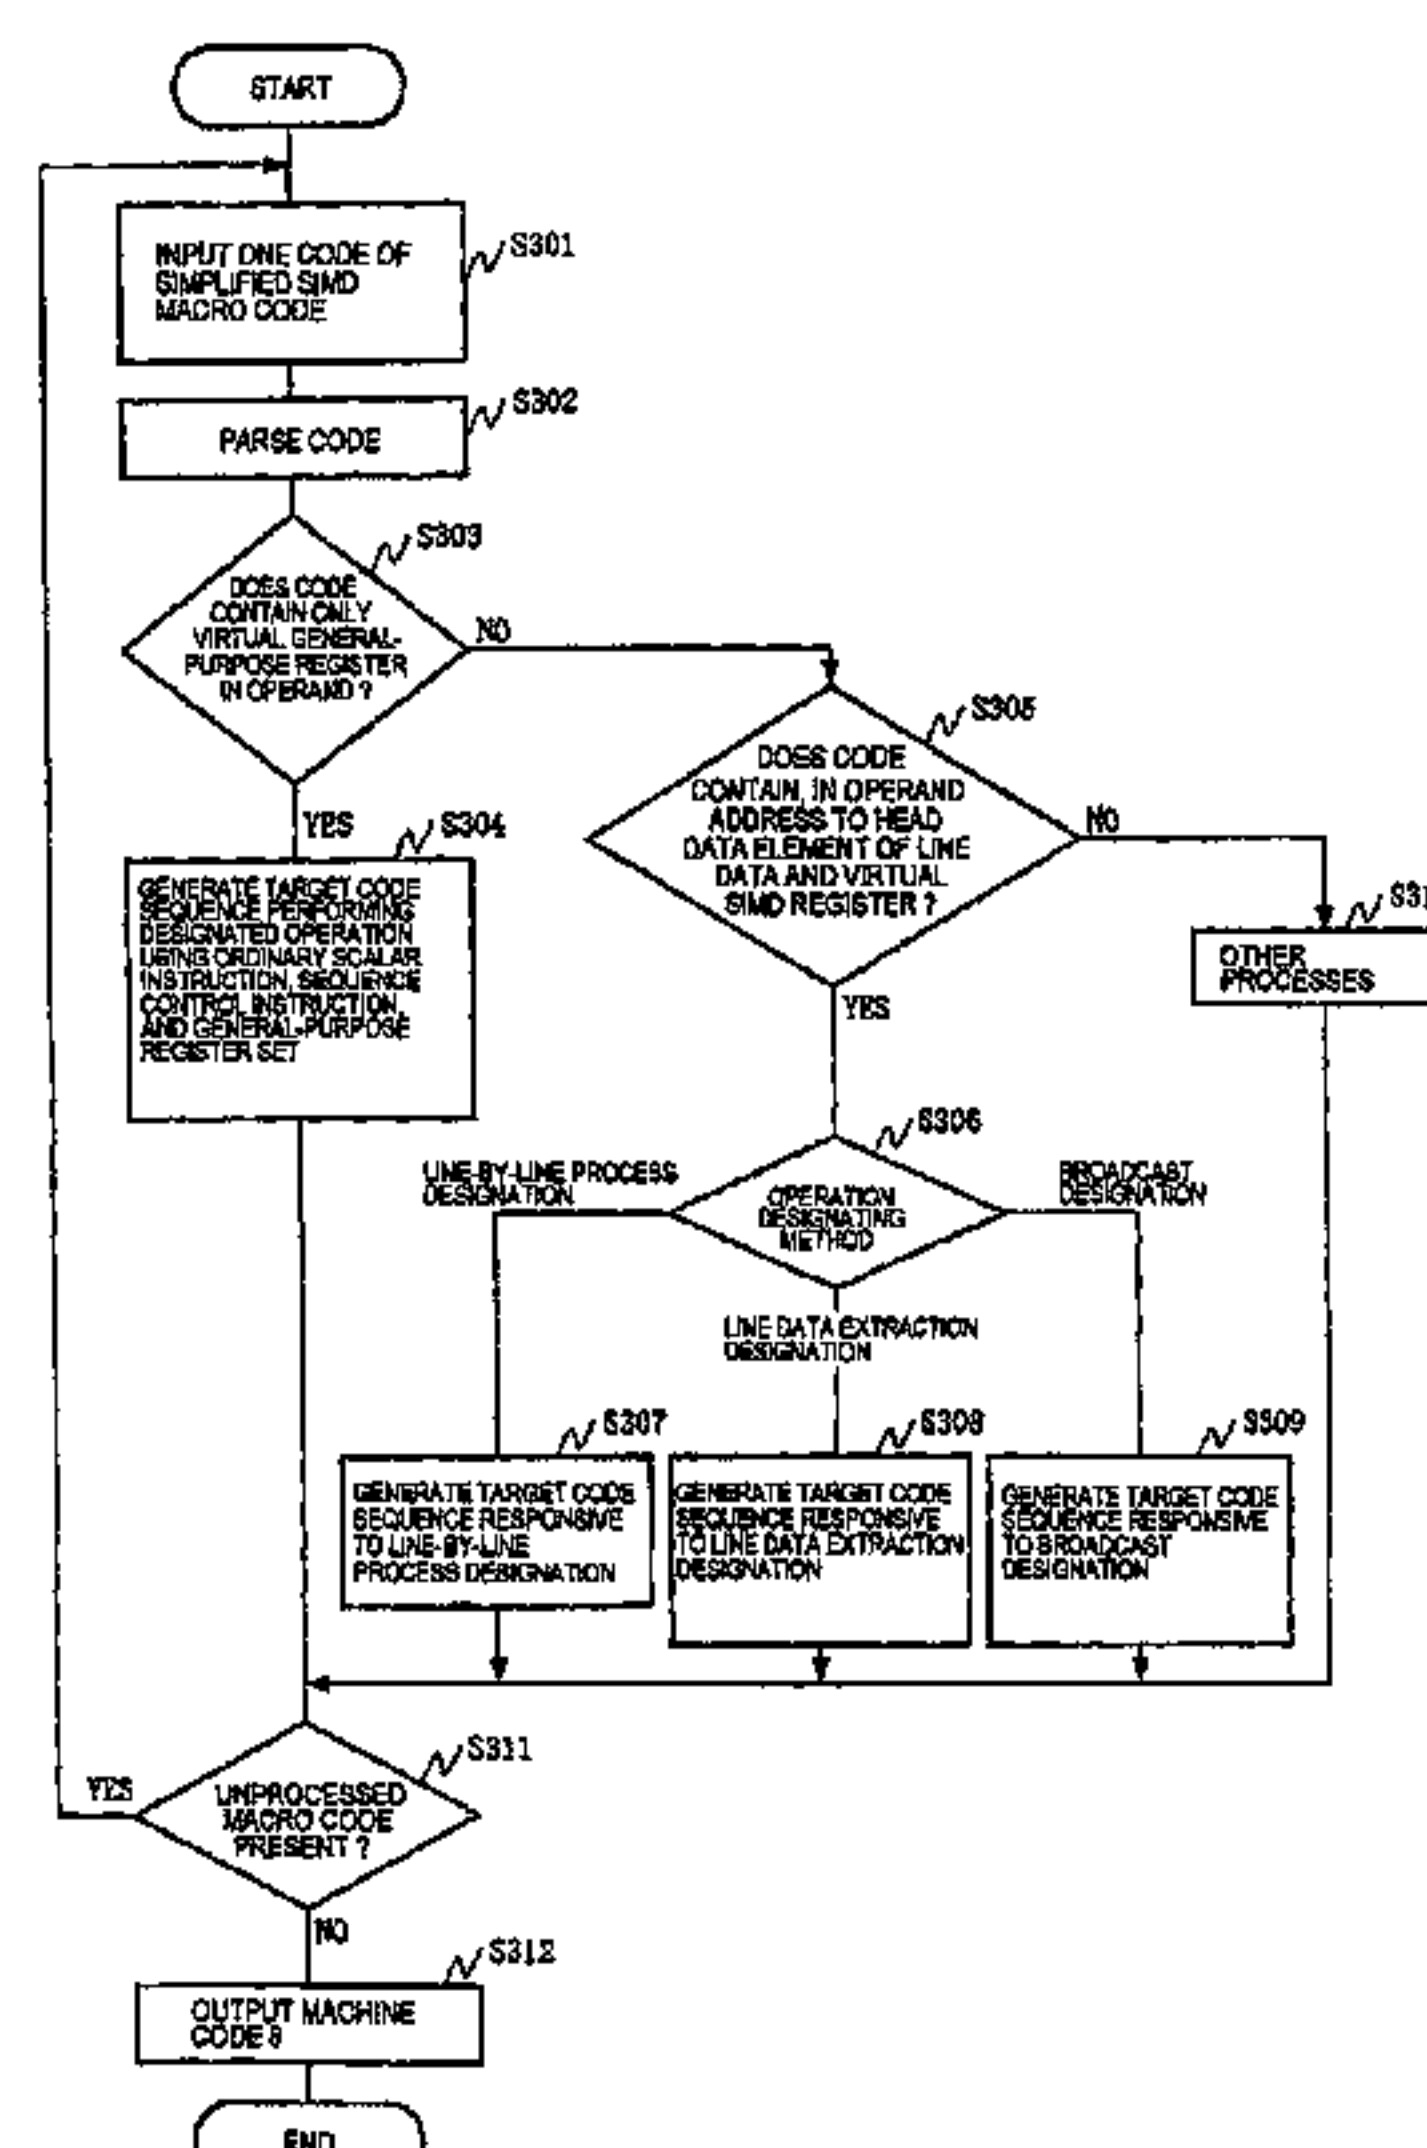 START
INPUT ONE CODE OF
SIMPLIFIED SIMD
MACRO CODE
S301
PARSE CODE
S302
S303
DOES CODE
CONTAIN ONLY
VIRTUAL GENERAL-
PURPOSE REGISTER
IN OPERAND ?
NO
YES
S304
GENERATE TARGET CODE
SEQUENCE PERFORMING
DESIGNATED OPERATION
USING ORDINARY SCALAR
INSTRUCTION, SEQUENCE
CONTROL INSTRUCTION,
AND GENERAL-PURPOSE
REGISTER SET
S305
DOES CODE
CONTAIN, IN OPERAND
ADDRESS TO HEAD
DATA ELEMENT OF LINE
DATA AND VIRTUAL
SIMD REGISTER ?
NO
YES
OTHER
PROCESSES
S306
OPERATION
DESIGNATING
METHOD
LINE-BY-LINE PROCESS
DESIGNATION
BROADCAST
DESIGNATION
LINE DATA EXTRACTION
DESIGNATION
S307
GENERATE TARGET CODE
SEQUENCE RESPONSIVE
TO LINE-BY-LINE
PROCESS DESIGNATION
S308
GENERATE TARGET CODE
SEQUENCE RESPONSIVE
TO LINE DATA EXTRACTION
DESIGNATION
S309
GENERATE TARGET CODE
SEQUENCE RESPONSIVE
TO BROADCAST
DESIGNATION
S311
UNPROCESSED
MACRO CODE
PRESENT ?
YES
NO
S312
OUTPUT MACHINE
CODE 8
END